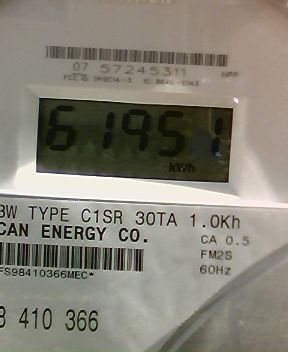 07 57245311
61951
kWh
3W TYPE C1SR 30TA 1.0Kh
CAN ENERGY CO.
CA 0.5
FM2S
60Hz
FS98410366MEC*
8 410 366